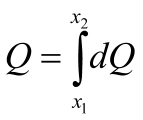 Q = ∫_{x₁}^{x₂} dQ